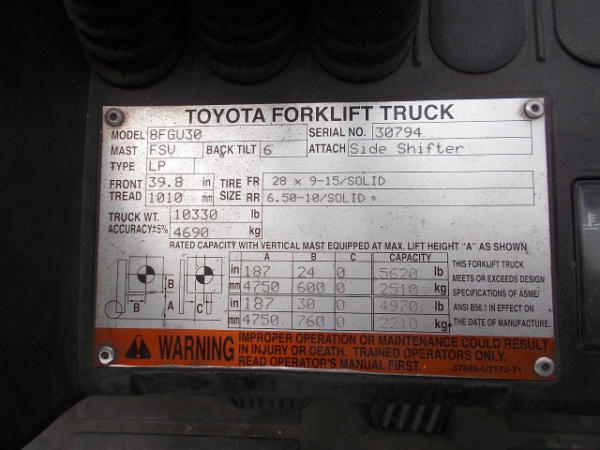 TOYOTA FORKLIFT TRUCK
MODEL 8FGU30 SERIAL NO. 30794
MAST FSV BACK TILT 6 ATTACH Side Shifter
TYPE LP
FRONT 39.8 in TIRE FR 28 x 9-15/SOLID
TREAD 1010 mm SIZE RR 6.50-10/SOLID
TRUCK WT. 10330 lb
ACCURACY±5% 4690 kg
RATED CAPACITY WITH VERTICAL MAST EQUIPPED AT MAX. LIFT HEIGHT "A" AS SHOWN
A B C CAPACITY
in 187 24 0 5620 lb
mm 4750 600 0 2510 kg
in 187 30 0 4970 lb
mm 4750 760 0 2210 kg
THIS FORKLIFT TRUCK
MEETS OR EXCEEDS DESIGN
SPECIFICATIONS OF ASME/
ANSI B56.1 IN EFFECT ON
THE DATE OF MANUFACTURE.
B
B
A
C
WARNING
IMPROPER OPERATION OR MAINTENANCE COULD RESULT
IN INJURY OR DEATH. TRAINED OPERATORS ONLY.
READ OPERATOR'S MANUAL FIRST.
57846-U2172-71